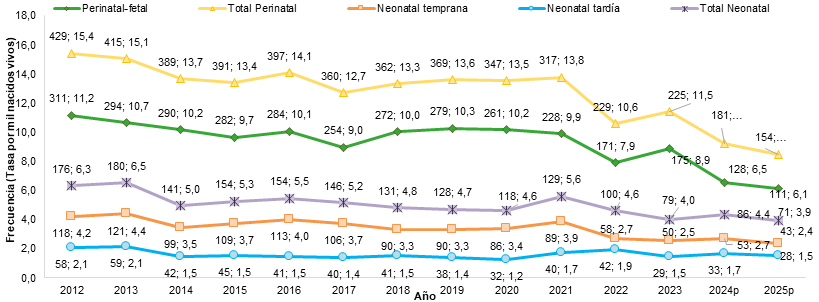 Perinatal-fetal Total Perinatal Neonatal temprana Neonatal tardía Total Neonatal
Frecuencia (Tasa por mil nacidos vivos)
18,0
16,0
14,0
12,0
10,0
8,0
6,0
4,0
2,0
0,0
429; 15,4 415; 15,1 389; 13,7 391; 13,4 397; 14,1 360; 12,7 362; 13,3 369; 13,6 347; 13,5 317; 13,8 229; 10,6 225; 11,5 181;... 154;...
311; 11,2 294; 10,7 290; 10,2 282; 9,7 284; 10,1 254; 9,0 272; 10,0 279; 10,3 261; 10,2 228; 9,9 171; 7,9 175; 8,9 128; 6,5 111; 6,1
176; 6,3 180; 6,5 141; 5,0 154; 5,3 154; 5,5 146; 5,2 131; 4,8 128; 4,7 118; 4,6 129; 5,6 100; 4,6 79; 4,0 86; 4,4 71; 3,9
118; 4,2 121; 4,4 99; 3,5 109; 3,7 113; 4,0 106; 3,7 90; 3,3 90; 3,3 86; 3,4 89; 3,9 58; 2,7 50; 2,5 53; 2,7 43; 2,4
58; 2,1 59; 2,1 42; 1,5 45; 1,5 41; 1,5 40; 1,4 41; 1,5 38; 1,4 32; 1,2 40; 1,7 42; 1,9 29; 1,5 33; 1,7 28; 1,5
2012 2013 2014 2015 2016 2017 2018 2019 2020 2021 2022 2023 2024p 2025p
Año